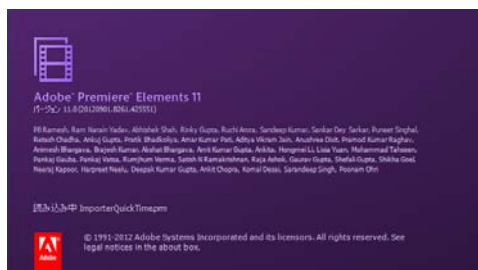 Adobe® Premiere® Elements 11
バージョン 11.0 (20120901.B261.425551)
PB Ramesh, Ram Narain Yadav, Abhishek Shah, Rinky Gupta, Ruchi Arora, Sandeep Kumar, Sankar Dey Sarkar, Puneet Singhal,
Retesh Chadha, Ankuj Gupta, Pratik Bhadkoliya, Amar Kumar Pati, Aditya Vikram Jain, Anushree Dixt, Pramod Kumar Raghav,
Animesh Bhargava, Brajesh Kumar, Akshat Bhargava, Amit Kumar Gupta, Ankita, Hongmei Li, Lisa Yuan, Mohammad Tahseen,
Pankaj Gauba, Pankaj Vatsa, Rumjhum Verma, Satish N Ramakrishnan, Raja Ashok, Gaurav Gupta, Shefali Gupta, Shikha Goel,
Neeraj Kapoor, Harpreet Neelu, Deepak Kumar Gupta, Ankit Chopra, Komal Desai, Sarandeep Singh, Poonam Ohri
読み込み中 ImporterQuickTime.prm
© 1991-2012 Adobe Systems Incorporated and its licensors. All rights reserved. See
legal notices in the about box.
Adobe